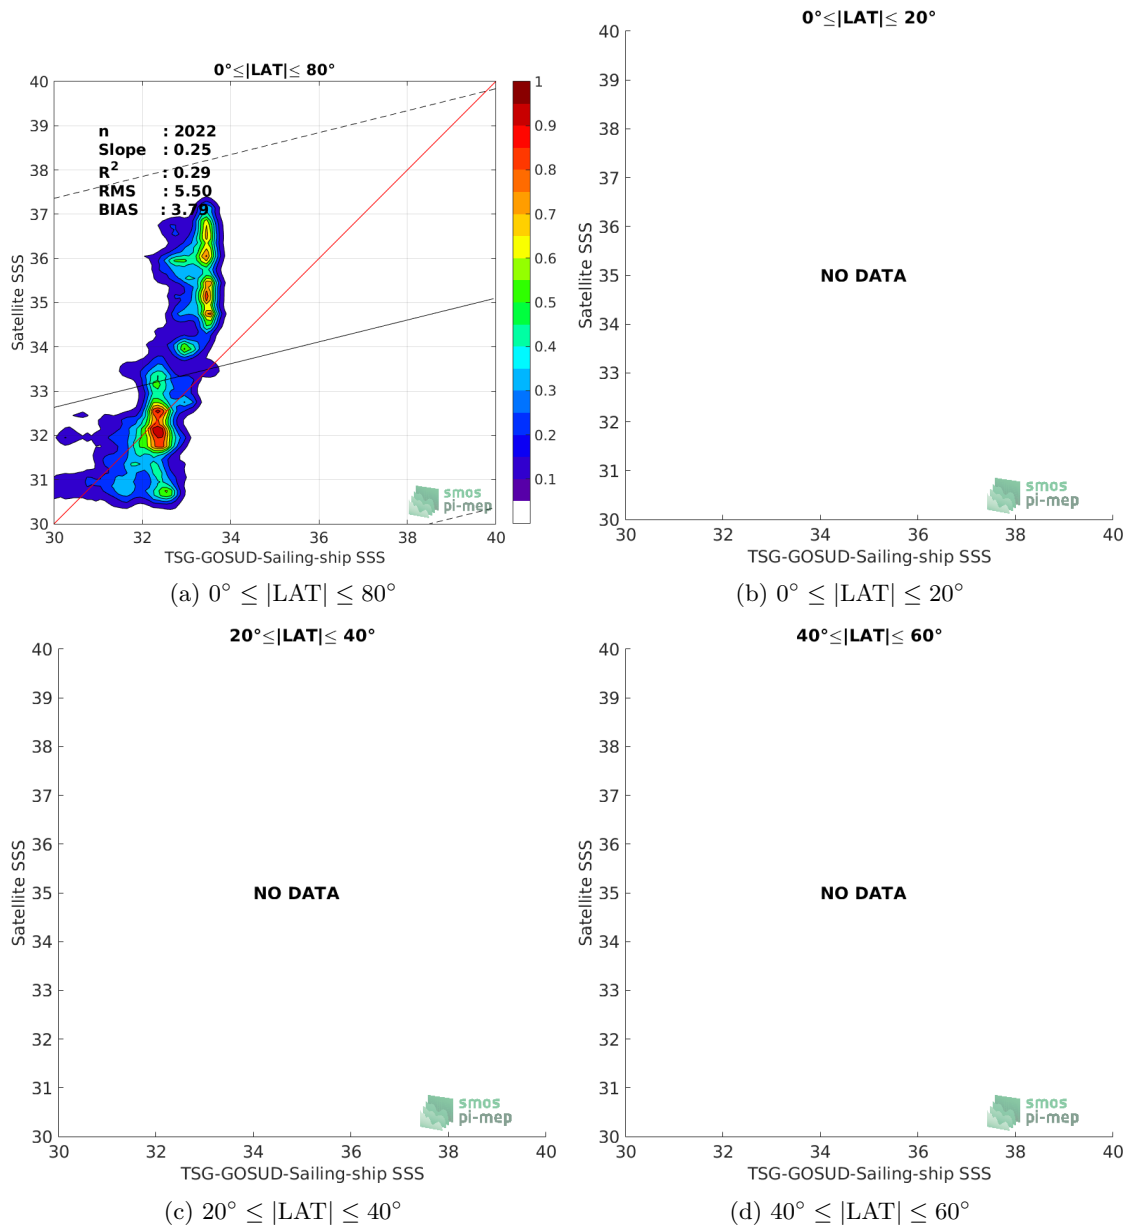 0°≤|LAT|≤ 80°
n : 2022
Slope : 0.25
R² : 0.29
RMS : 5.50
BIAS : 3.79
40
39
38
37
36
35
34
33
32
31
30
Satellite SSS
30 32 34 36 38 40
TSG-GOSUD-Sailing-ship SSS
1
0.9
0.8
0.7
0.6
0.5
0.4
0.3
0.2
0.1
smos
pi-mep
(a) 0° ≤ |LAT| ≤ 80°
0°≤|LAT|≤ 20°
40
39
38
37
36
35
34
33
32
31
30
Satellite SSS
NO DATA
smos
pi-mep
30 32 34 36 38 40
TSG-GOSUD-Sailing-ship SSS
(b) 0° ≤ |LAT| ≤ 20°
20°≤|LAT|≤ 40°
40
39
38
37
36
35
34
33
32
31
30
Satellite SSS
NO DATA
smos
pi-mep
30 32 34 36 38 40
TSG-GOSUD-Sailing-ship SSS
(c) 20° ≤ |LAT| ≤ 40°
40°≤|LAT|≤ 60°
40
39
38
37
36
35
34
33
32
31
30
Satellite SSS
NO DATA
smos
pi-mep
30 32 34 36 38 40
TSG-GOSUD-Sailing-ship SSS
(d) 40° ≤ |LAT| ≤ 60°